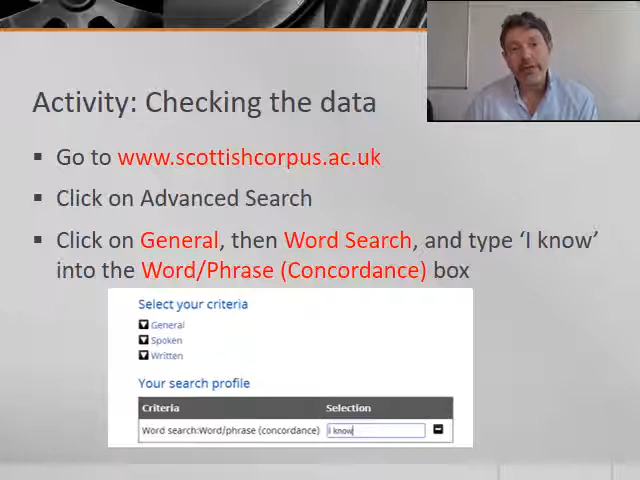 Activity: Checking the data
Go to www.scottishcorpus.ac.uk
Click on Advanced Search
Click on General, then Word Search, and type ‘I know’
into the Word/Phrase (Concordance) box
Select your criteria
General
Spoken
Written
Your search profile
Criteria Selection
Word search:Word/phrase (concordance) I know